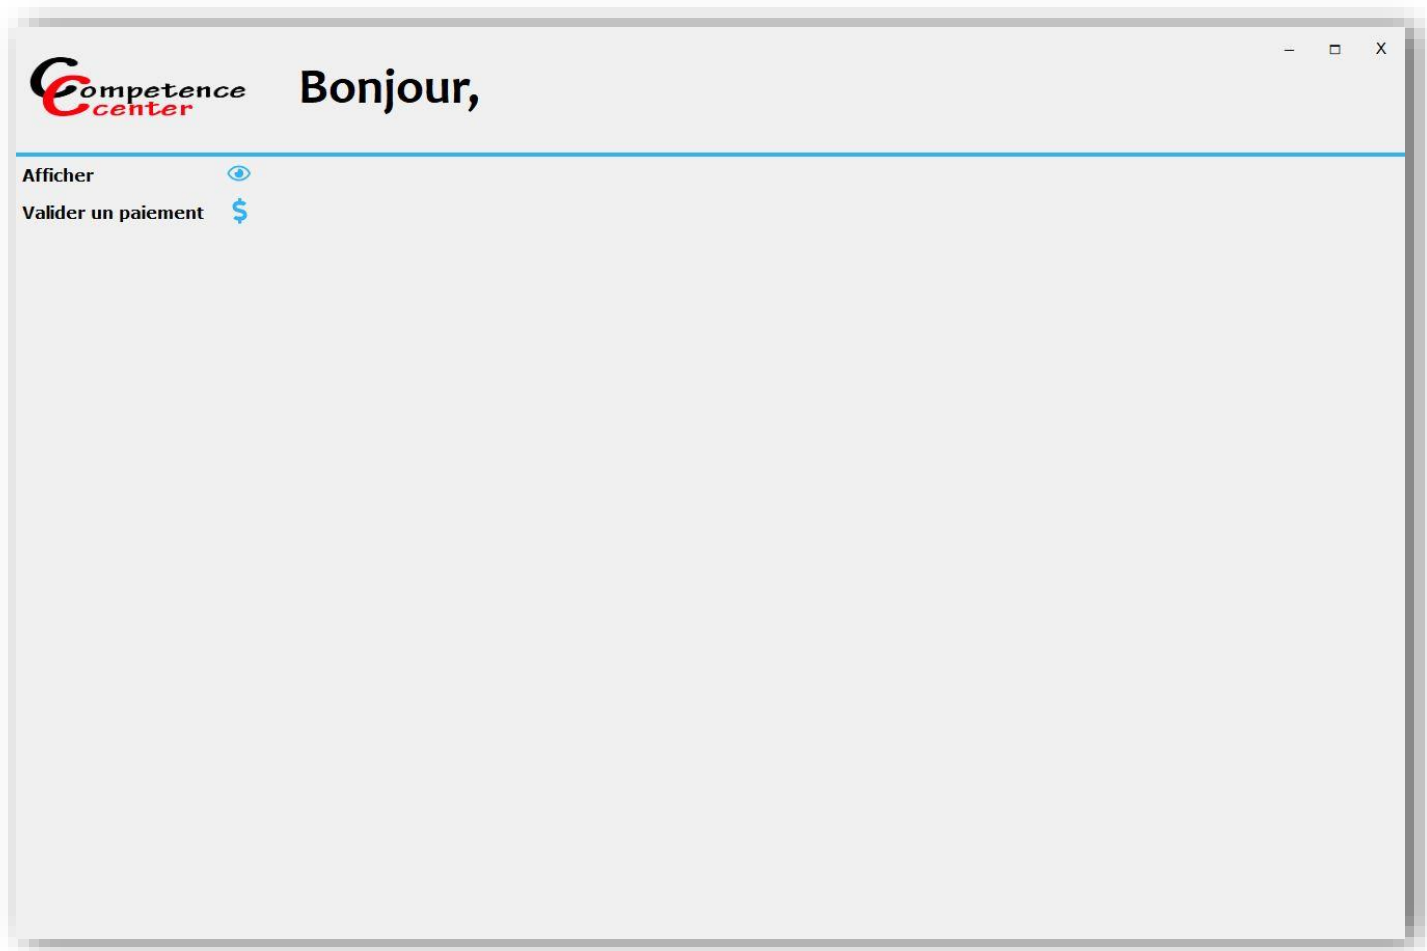 Competence
center
Bonjour,
Afficher
Valider un paiement $